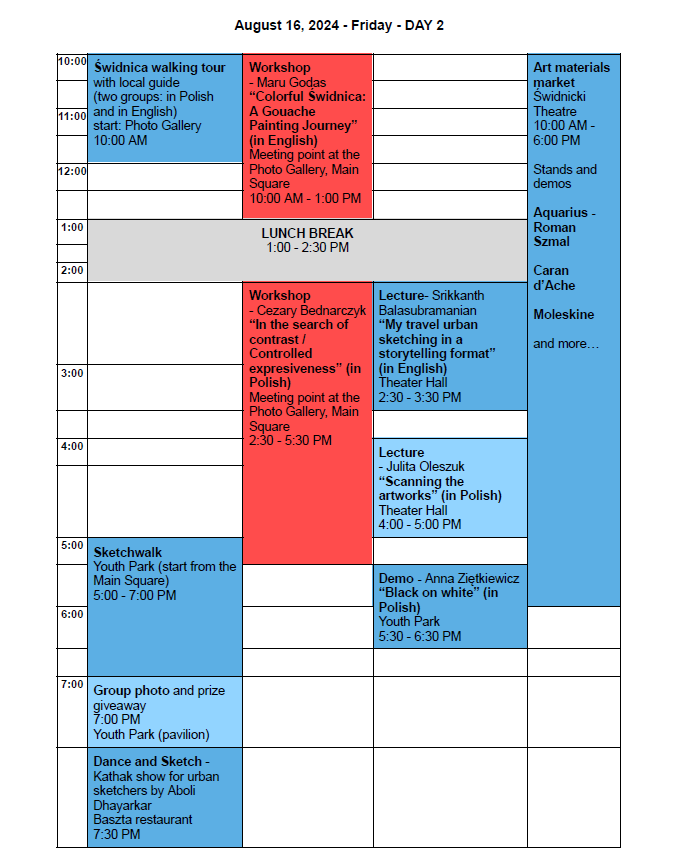 August 16, 2024 - Friday - DAY 2
10:00
11:00
12:00
1:00
2:00
3:00
4:00
5:00
6:00
7:00
Świdnica walking tour
with local guide
(two groups: in Polish
and in English)
start: Photo Gallery
10:00 AM
Workshop
- Maru Godas
“Colorful Świdnica:
A Gouache
Painting Journey”
(in English)
Meeting point at the
Photo Gallery, Main
Square
10:00 AM - 1:00 PM
Art materials
market
Świdnicki
Theatre
10:00 AM -
6:00 PM
Stands and
demos
Aquarius -
Roman
Szmal
Caran
d’Ache
Moleskine
and more…
LUNCH BREAK
1:00 - 2:30 PM
Workshop
- Cezary Bednarczyk
“In the search of
contrast /
Controlled
expresiveness” (in
Polish)
Meeting point at the
Photo Gallery, Main
Square
2:30 - 5:30 PM
Lecture- Srikkanth
Balasubramanian
“My travel urban
sketching in a
storytelling format”
(in English)
Theater Hall
2:30 - 3:30 PM
Lecture
- Julita Oleszuk
“Scanning the
artworks” (in Polish)
Theater Hall
4:00 - 5:00 PM
Sketchwalk
Youth Park (start from the
Main Square)
5:00 - 7:00 PM
Demo - Anna Ziętkiewicz
“Black on white” (in
Polish)
Youth Park
5:30 - 6:30 PM
Group photo and prize
giveaway
7:00 PM
Youth Park (pavilion)
Dance and Sketch -
Kathak show for urban
sketchers by Aboli
Dhayarkar
Baszta restaurant
7:30 PM